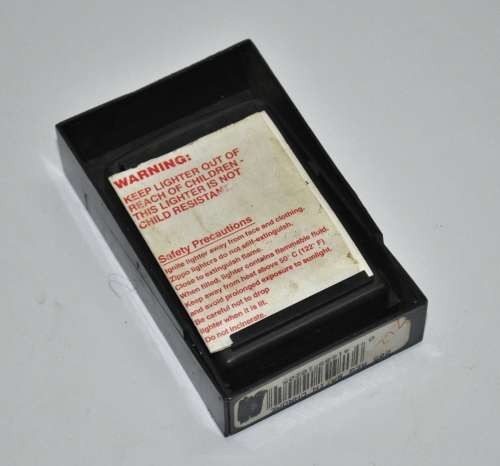 WARNING:
KEEP LIGHTER OUT OF
REACH OF CHILDREN -
THIS LIGHTER IS NOT
CHILD RESISTANT
Safety Precautions
Ignite lighter away from face and clothing.
Zippo lighters do not self-extinguish.
Close to extinguish flame.
When filled, lighter contains flammable fluid.
Keep away from heat above 50° C (122° F)
and avoid prolonged exposure to sunlight.
Be careful not to drop
lighter when it is lit.
Do not incinerate.